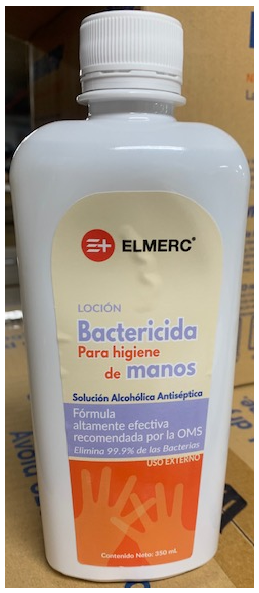 ELMERC®
LOCIÓN
Bactericida
Para higiene
de manos
Solución Alcohólica Antiséptica
Fórmula
altamente efectiva
recomendada por la OMS
Elimina 99.9% de las Bacterias
USO EXTERNO
Contenido Neto: 350 mL